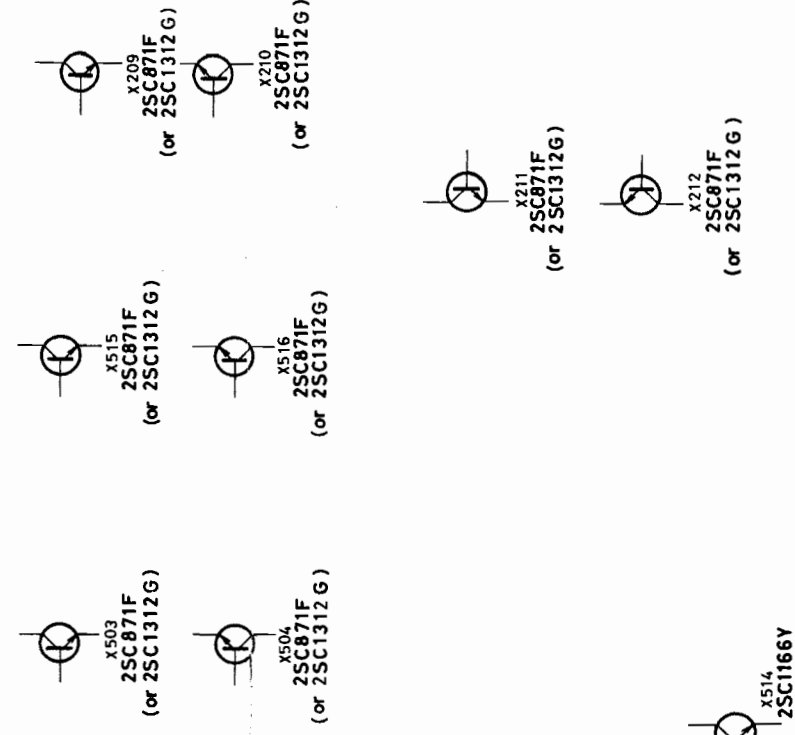 X209
2SC871F
(or 2SC1312G)
X210
2SC871F
(or 2SC1312G)
X211
2SC871F
(or 2SC1312G)
X212
2SC871F
(or 2SC1312G)
X515
2SC871F
(or 2SC1312G)
X516
2SC871F
(or 2SC1312G)
X503
2SC871F
(or 2SC1312G)
X504
2SC871F
(or 2SC1312G)
X514
2SC1166Y